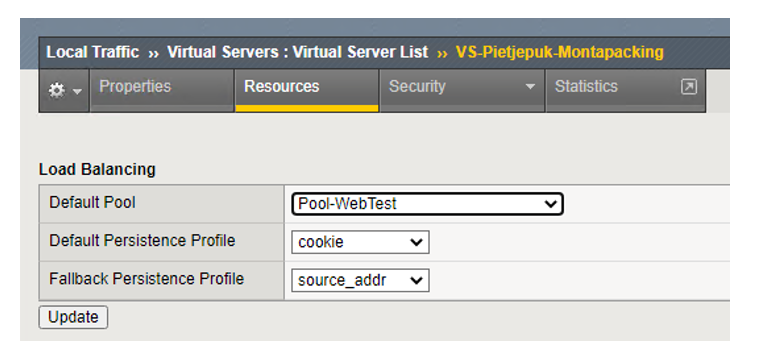 Local Traffic ›› Virtual Servers : Virtual Server List ›› VS-Pietjepuk-Montapacking
Properties Resources Security Statistics
Load Balancing
Default Pool Pool-WebTest
Default Persistence Profile cookie
Fallback Persistence Profile source_addr
Update